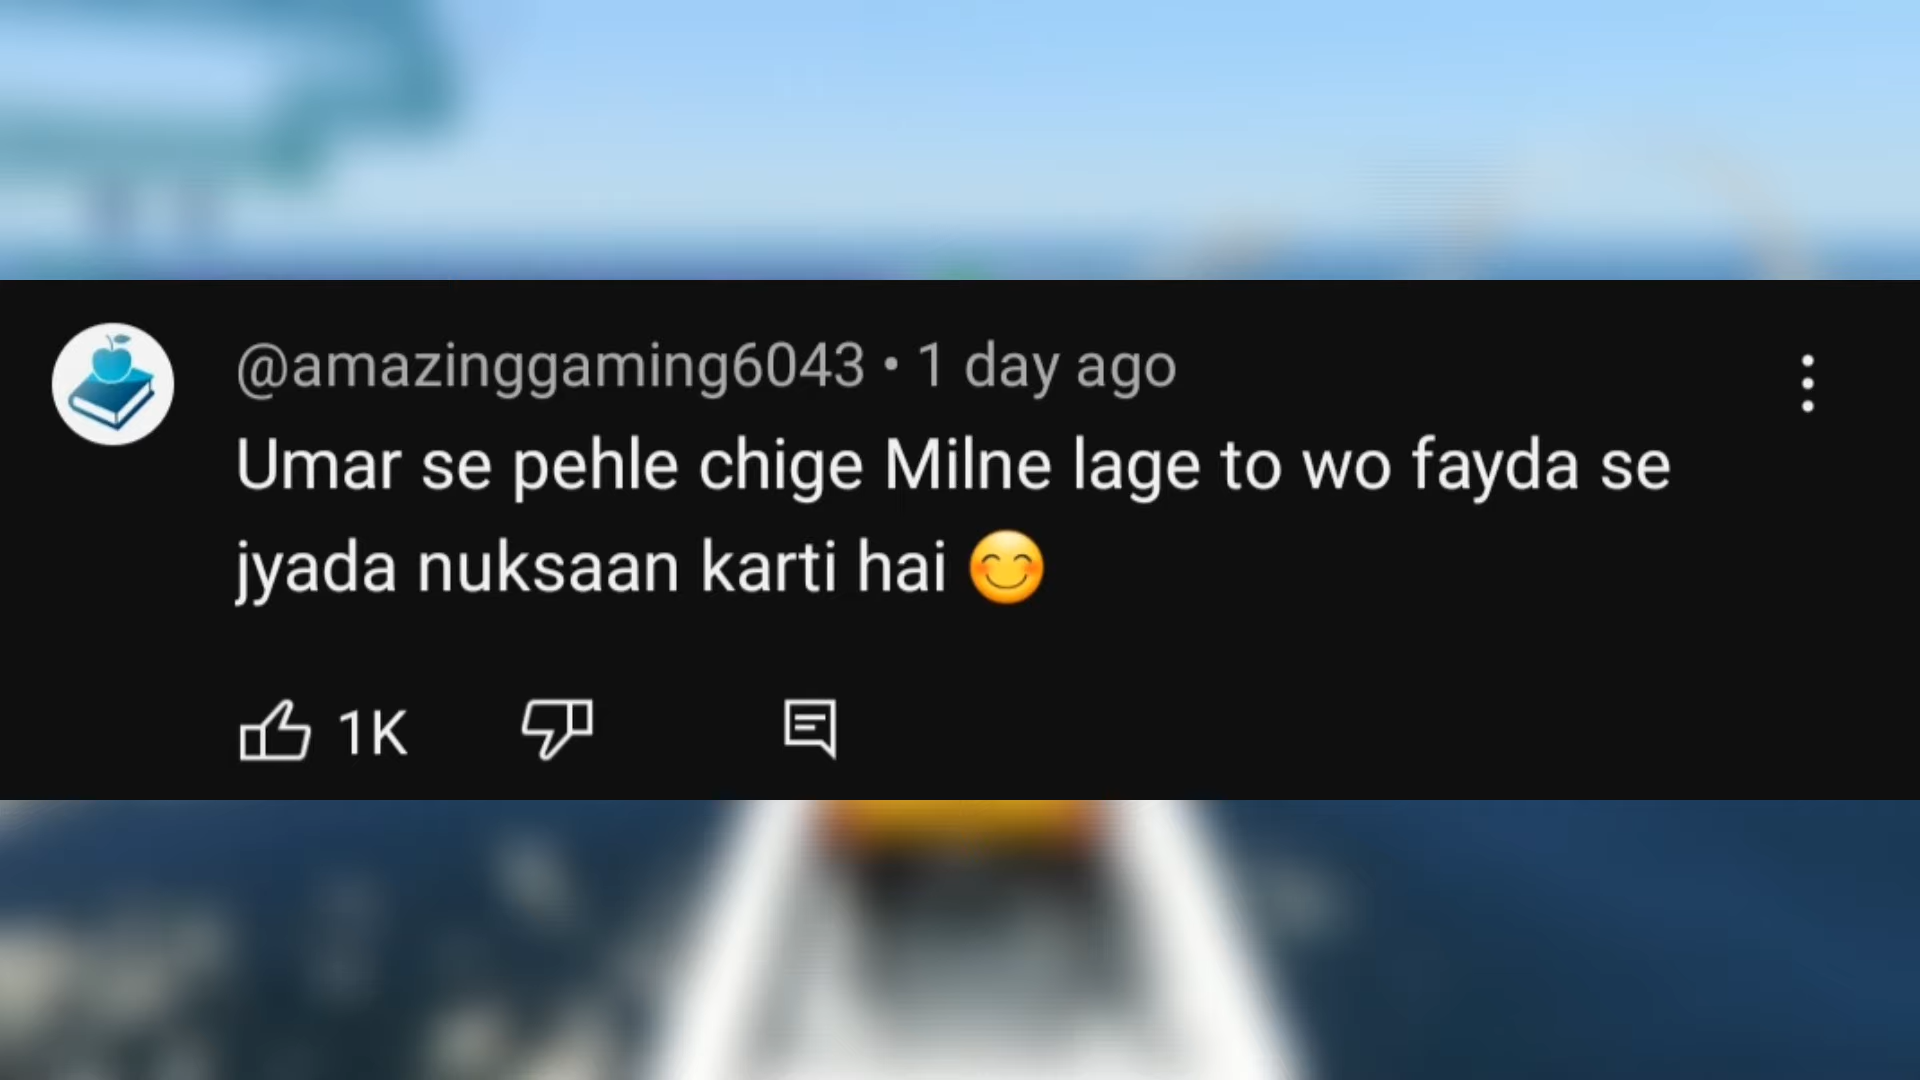 @amazinggaming6043 • 1 day ago
Umar se pehle chige Milne lage to wo fayda se
jyada nuksaan karti hai 😊
1K